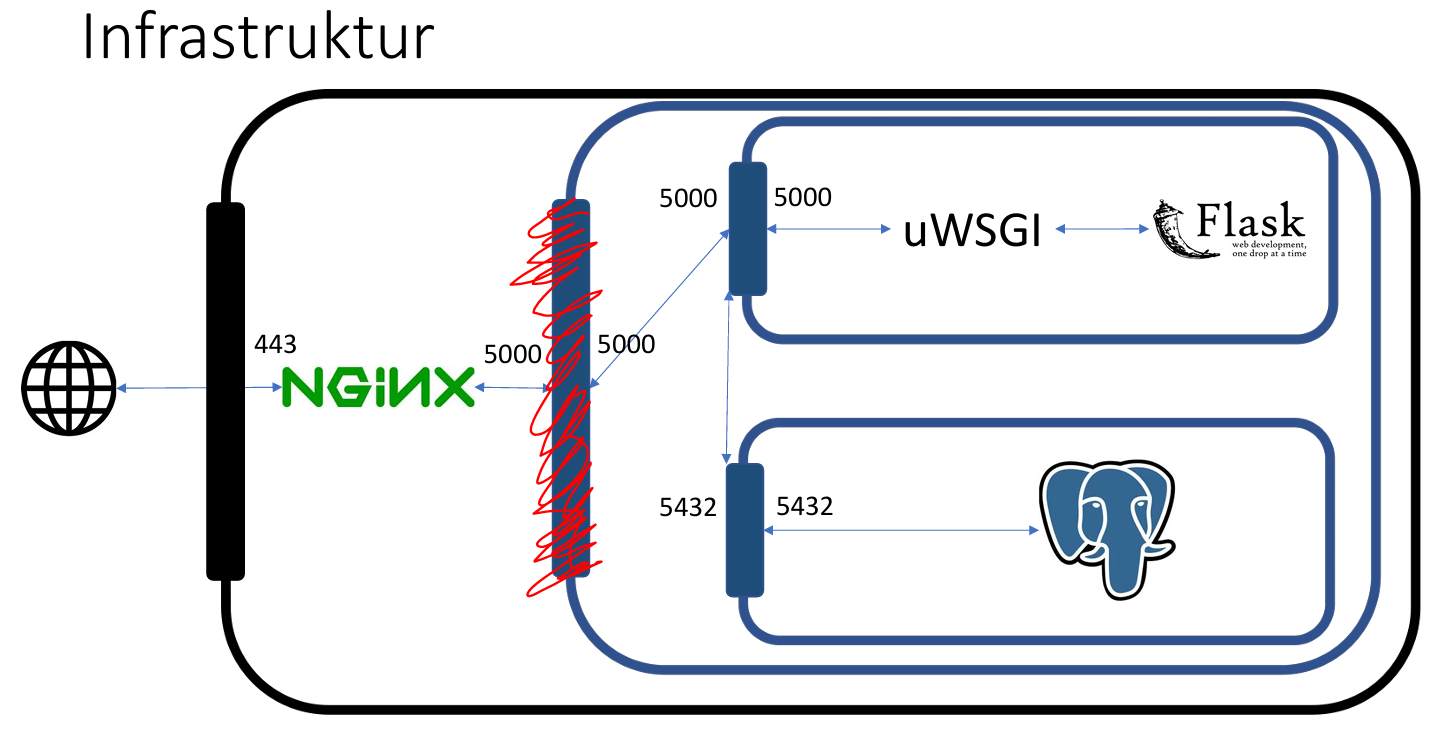 Infrastruktur
5000
5000
uWSGI
Flask
web development,
one drop at a time
443
NGiNX
5000
5000
5432
5432